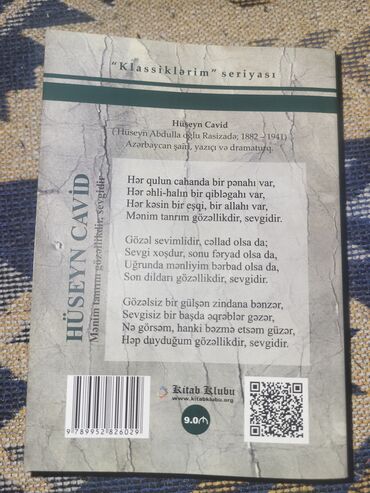 "Klassiklərim" seriyası
Hüseyn Cavid
(Hüseyn Abdulla oğlu Rasizadə; 1882 – 1941)
Azərbaycan şairi, yazıçı və dramaturq.
Hər qulun cahanda bir pənahı var,
Hər əhli-halın bir qibləgahı var,
Hər kəsin bir eşqi, bir allahı var,
Mənim tanrım gözəllikdir, sevgidir.
Gözəl sevimlidir, cəllad olsa da;
Sevgi xoşdur, sonu fəryad olsa da,
Uğrunda mənliyim bərbad olsa da,
Son dildarı gözəllikdir, sevgidir.
Gözəlsiz bir gülşən zindana bənzər,
Sevgisiz bir başda əqrəblər gəzər,
Nə görsəm, hanki bəzmə etsəm güzər,
Həp duyduğum gözəllikdir, sevgidir.
HÜSEYN CAVİD
Mənim tanrım gözəllikdir, sevgidir
9 789952 826029
Kitab Klubu
www.kitabklubu.org
9.0₼